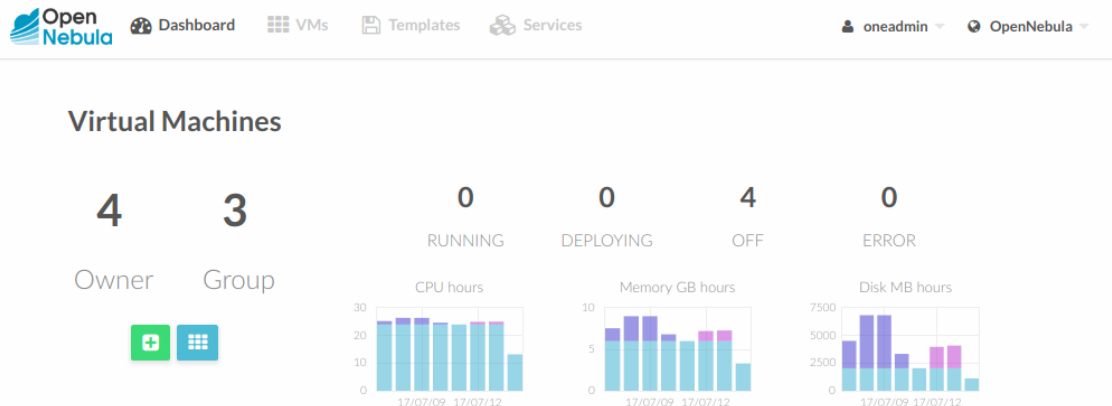 Open
Nebula
Dashboard VMs Templates Services oneadmin OpenNebula
Virtual Machines
4 3 0 0 4 0
Owner Group RUNNING DEPLOYING OFF ERROR
CPU hours Memory GB hours Disk MB hours
30 10 7500
20 5000
5
10 2500
0 0 0
17/07/09 17/07/12 17/07/09 17/07/12 17/07/09 17/07/12